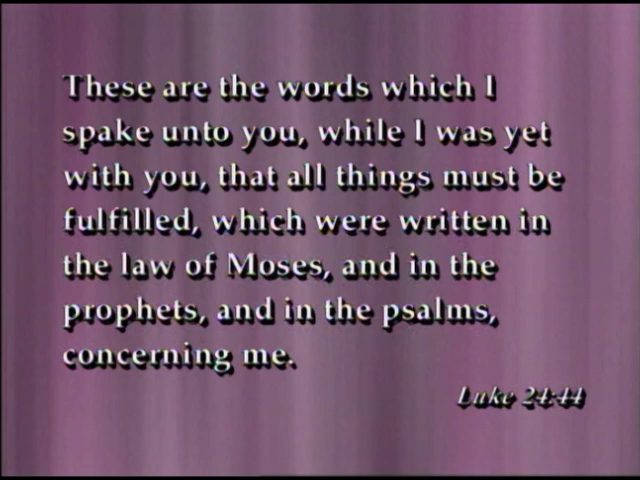 These are the words which I
spake unto you, while I was yet
with you, that all things must be
fulfilled, which were written in
the law of Moses, and in the
prophets, and in the psalms,
concerning me.
Luke 24:44